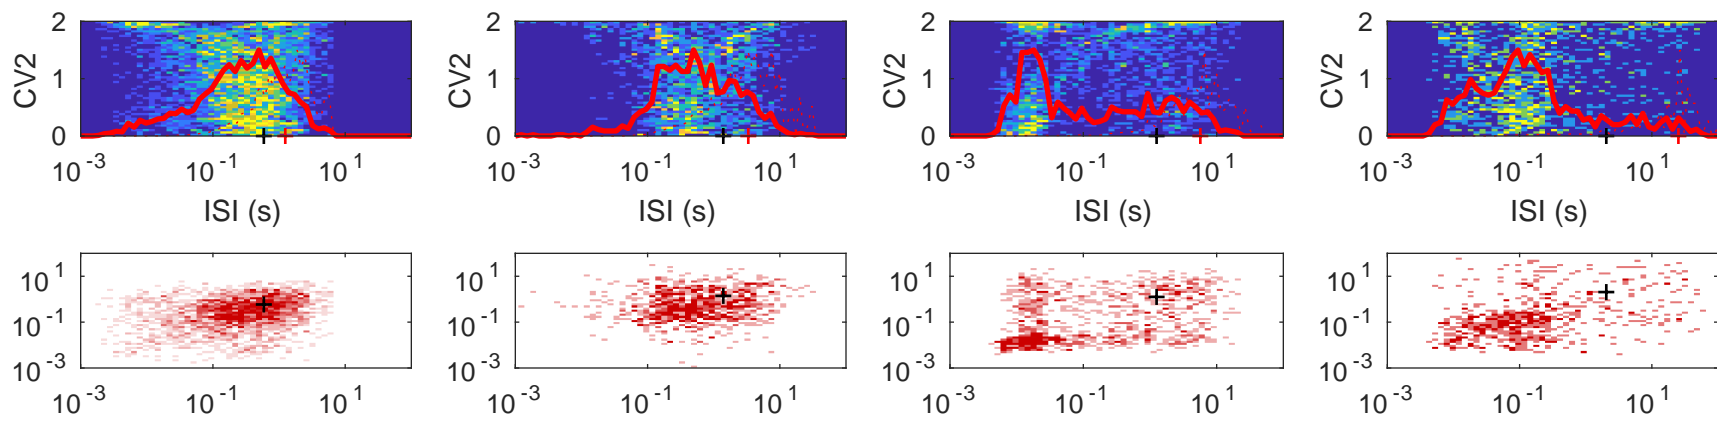 2 2 2 2
CV2 1 CV2 1 CV2 1 CV2 1
0 0 0 0
10^-3 10^-1 10^1 10^-3 10^-1 10^1 10^-3 10^-1 10^1 10^-3 10^-1 10^1
ISI (s) ISI (s) ISI (s) ISI (s)
10^1 10^1 10^1 10^1
10^-1 10^-1 10^-1 10^-1
10^-3 10^-3 10^-3 10^-3
10^-3 10^-1 10^1 10^-3 10^-1 10^1 10^-3 10^-1 10^1 10^-3 10^-1 10^1